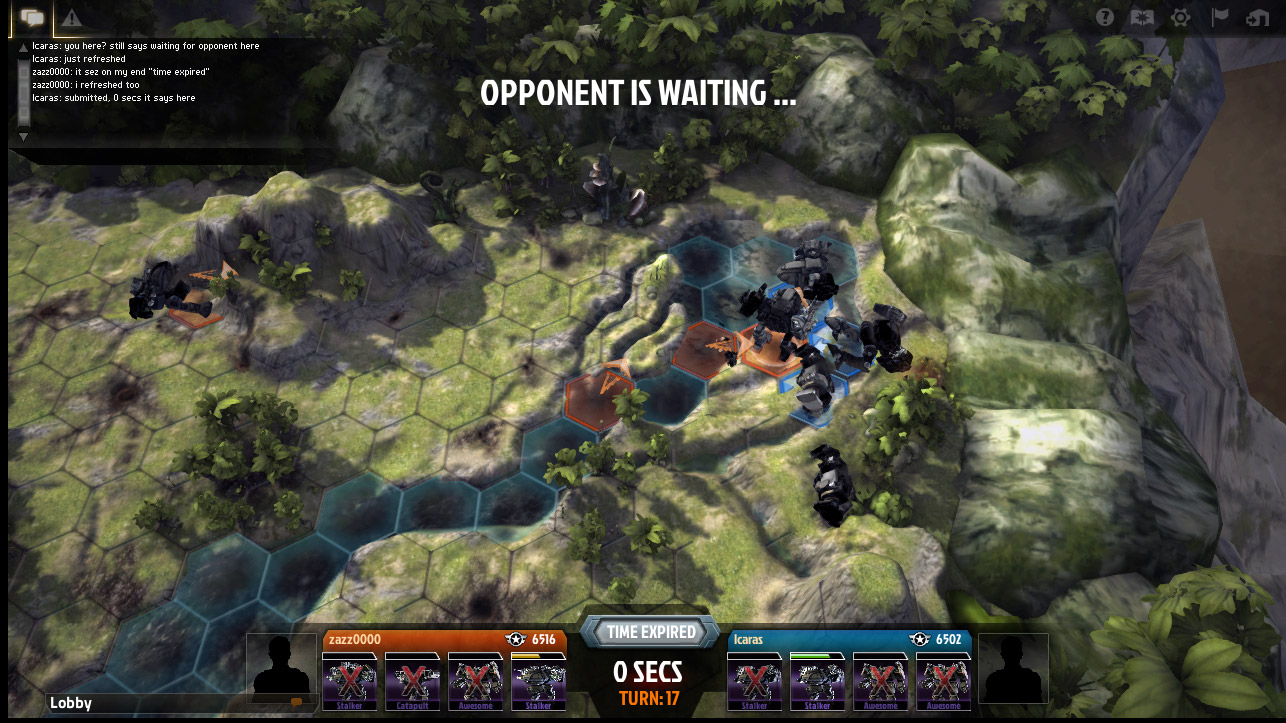 Icaras: you here? still says waiting for opponent here
Icaras: just refreshed
zazz0000: it sez on my end "time expired"
zazz0000: i refreshed too
Icaras: submitted, 0 secs it says here
OPPONENT IS WAITING ...
TIME EXPIRED
zazz0000 6516
0 SECS
TURN: 17
Icaras 6502
Stalker Catapult Awesome Stalker
Stalker Stalker Awesome Awesome
Lobby